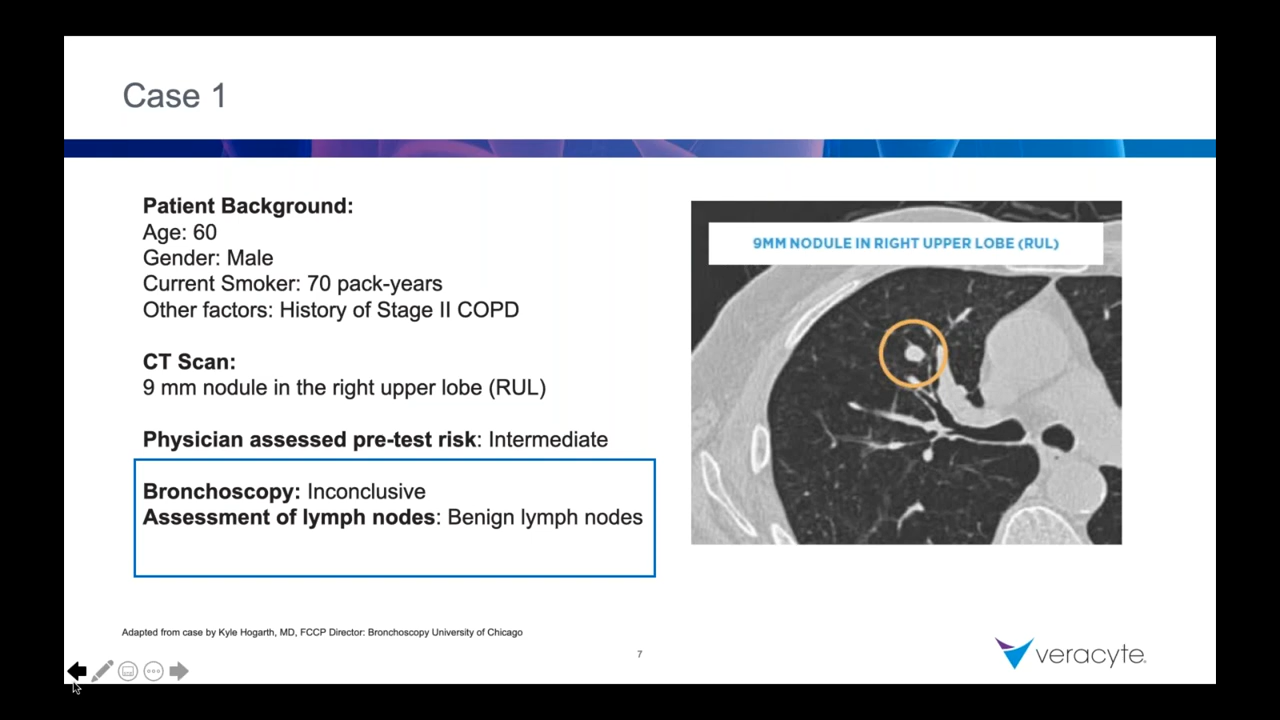 Case 1
Patient Background:
Age: 60
Gender: Male
Current Smoker: 70 pack-years
Other factors: History of Stage II COPD
CT Scan:
9 mm nodule in the right upper lobe (RUL)
Physician assessed pre-test risk: Intermediate
Bronchoscopy: Inconclusive
Assessment of lymph nodes: Benign lymph nodes
9MM NODULE IN RIGHT UPPER LOBE (RUL)
Adapted from case by Kyle Hogarth, MD, FCCP Director: Bronchoscopy University of Chicago
7
veracyte.